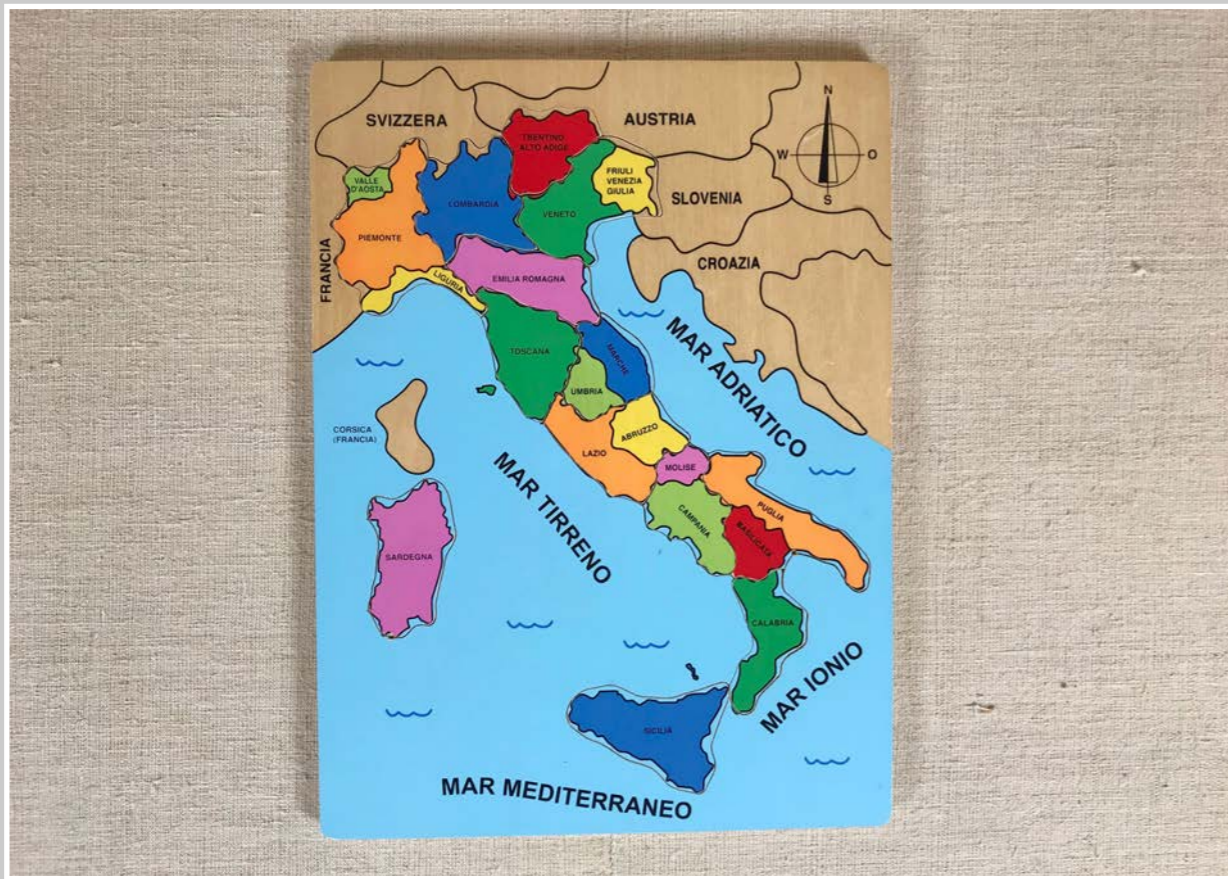 SVIZZERA
AUSTRIA
N
W
O
S
TRENTINO
ALTO ADIGE
VALLE
D'AOSTA
LOMBARDIA
VENETO
FRIULI
VENEZIA
GIULIA
SLOVENIA
PIEMONTE
CROAZIA
FRANCIA
LIGURIA
EMILIA ROMAGNA
MAR ADRIATICO
TOSCANA
MARCHE
UMBRIA
CORSICA
(FRANCIA)
ABRUZZO
LAZIO
MOLISE
MAR TIRRENO
PUGLIA
CAMPANIA
BASILICATA
SARDEGNA
CALABRIA
MAR IONIO
SICILIA
MAR MEDITERRANEO